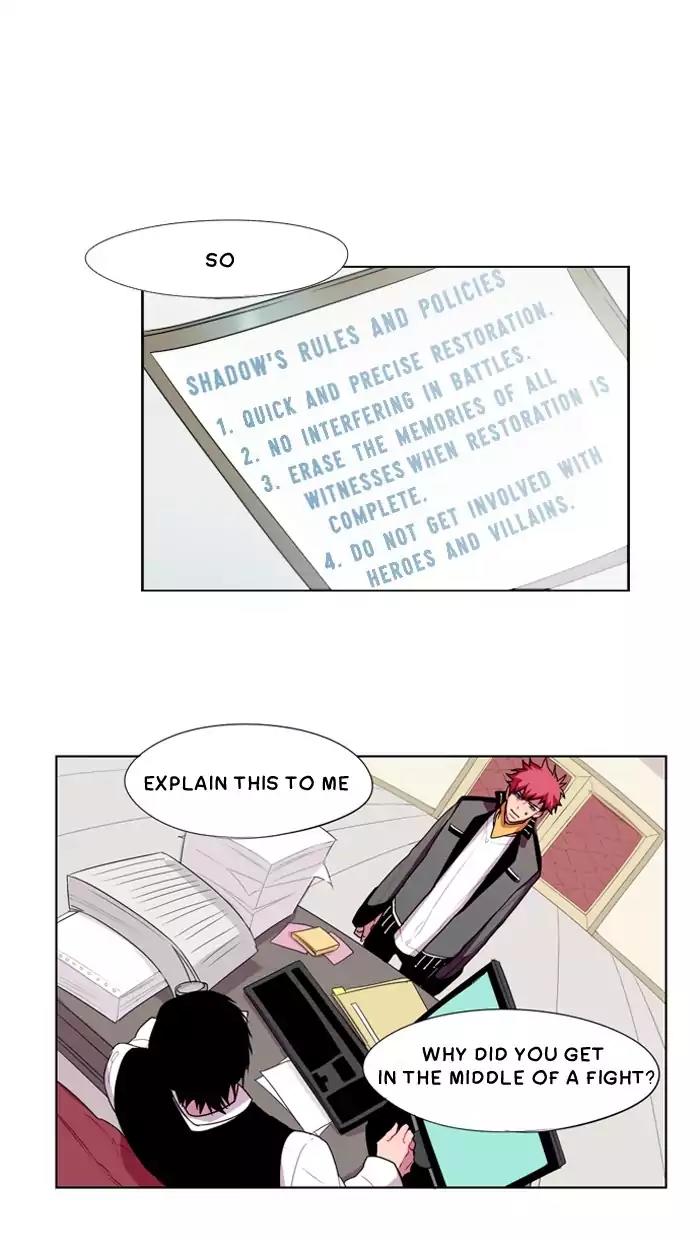 SO
SHADOW'S RULES AND POLICIES
1. QUICK AND PRECISE RESTORATION.
2. NO INTERFERING IN BATTLES.
3. ERASE THE MEMORIES OF ALL
WITNESSES WHEN RESTORATION IS
COMPLETE.
4. DO NOT GET INVOLVED WITH
HEROES AND VILLAINS.
EXPLAIN THIS TO ME
WHY DID YOU GET
IN THE MIDDLE OF A FIGHT?